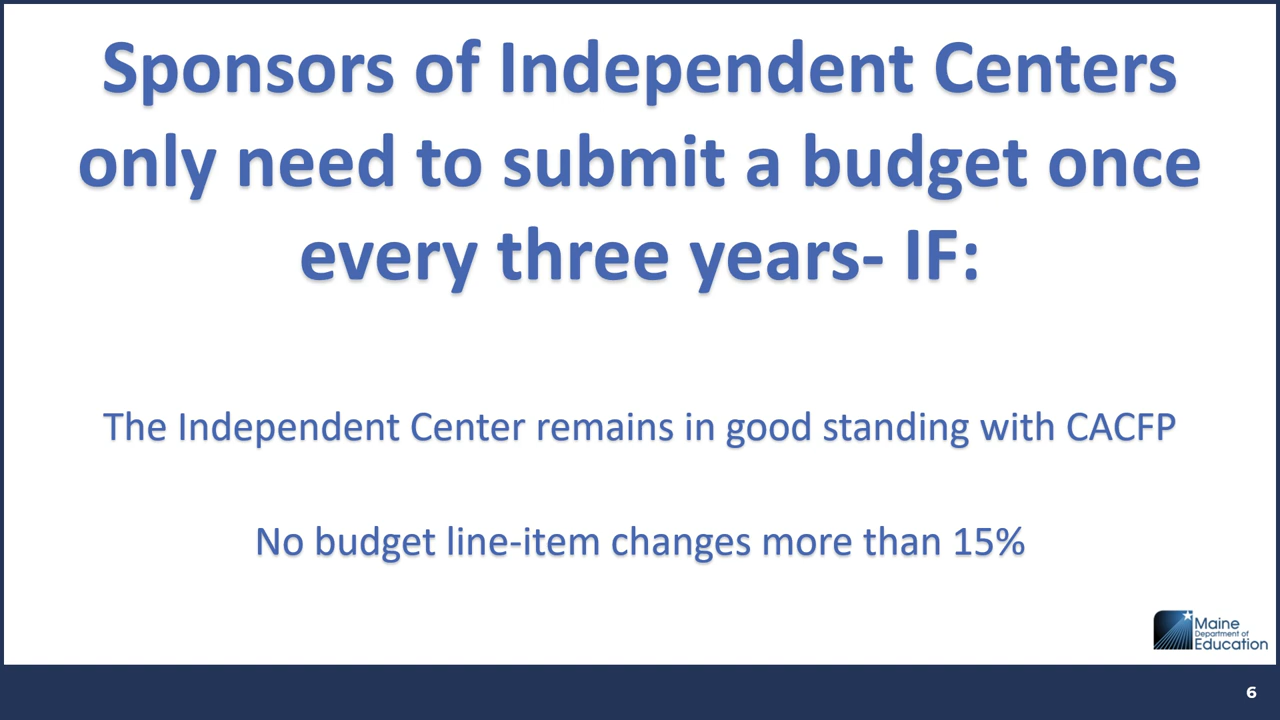 Sponsors of Independent Centers
only need to submit a budget once
every three years- IF:
The Independent Center remains in good standing with CACFP
No budget line-item changes more than 15%
Maine
Department of
Education
6